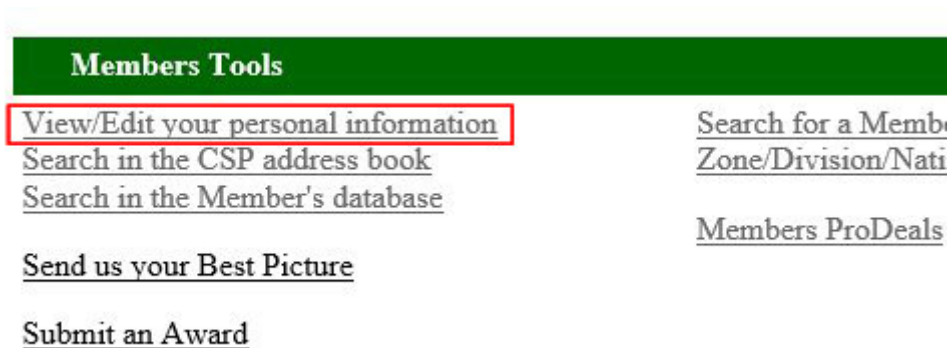 Members Tools
View/Edit your personal information
Search in the CSP address book
Search in the Member's database
Send us your Best Picture
Submit an Award
Search for a
Members ProDeals